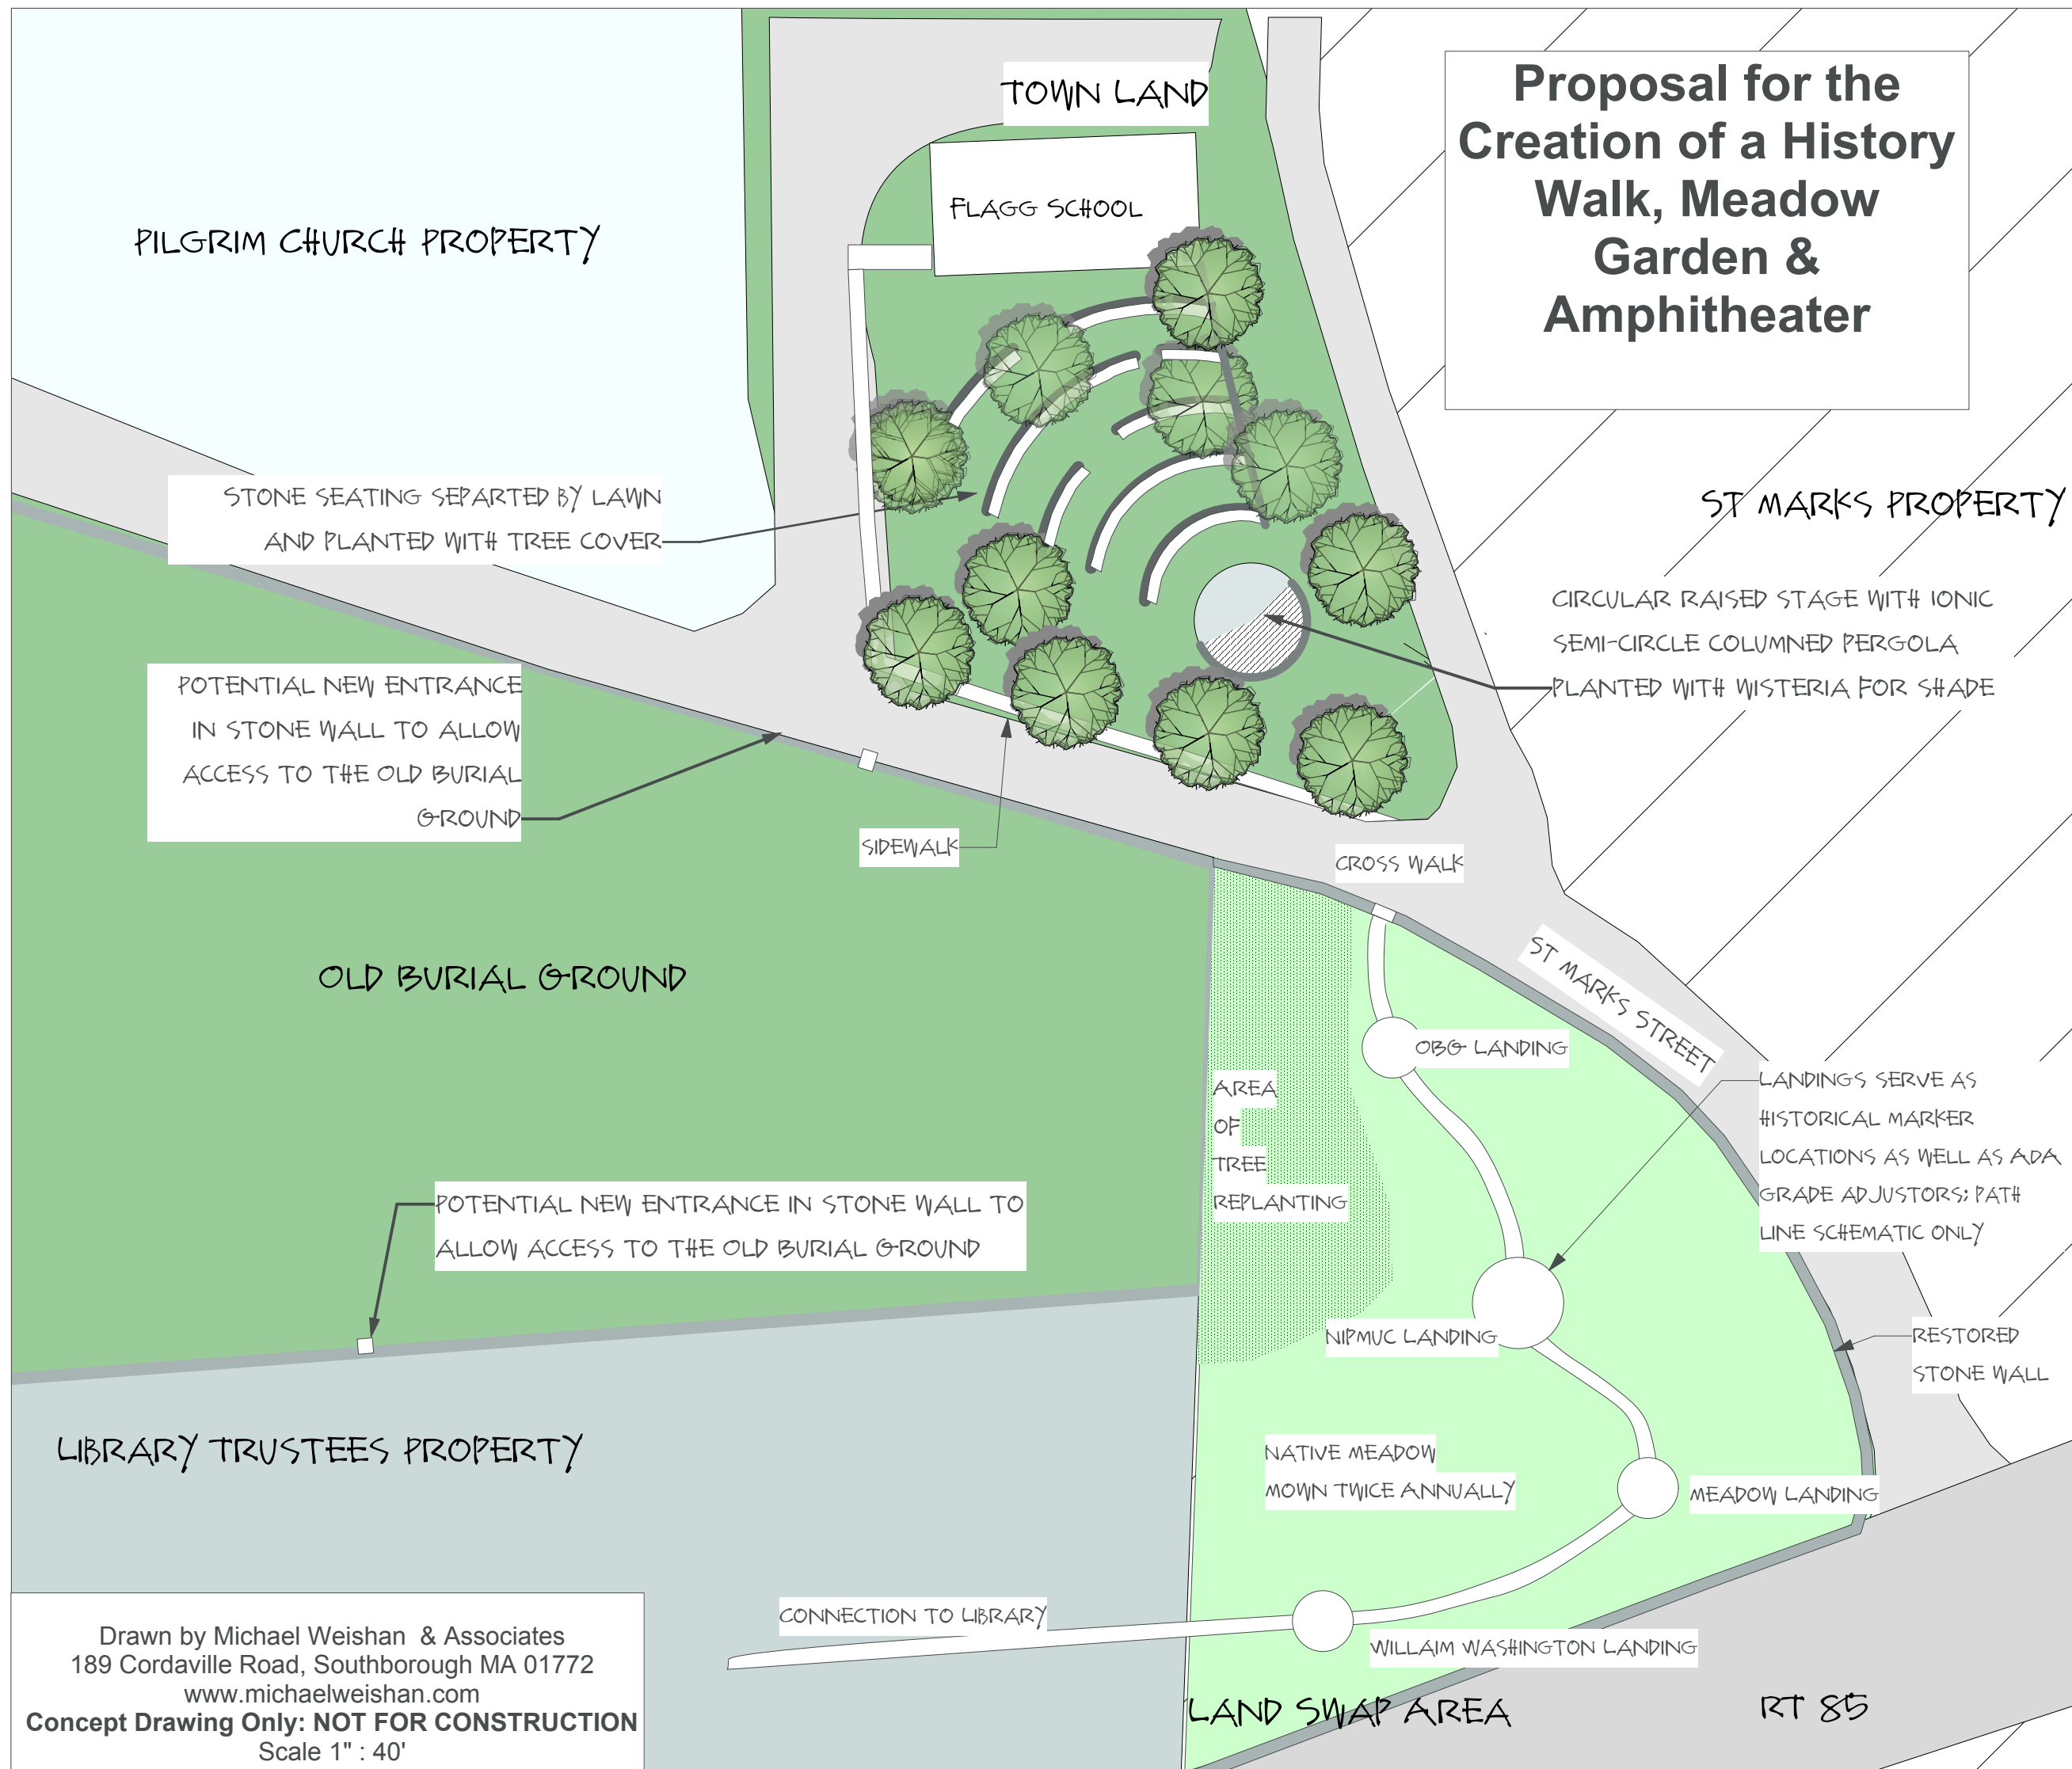 Proposal for the
Creation of a History
Walk, Meadow
Garden &
Amphitheater
TOWN LAND
FLAGG SCHOOL
PILGRIM CHURCH PROPERTY
STONE SEATING SEPARTED BY LAWN
AND PLANTED WITH TREE COVER
ST MARKS PROPERTY
CIRCULAR RAISED STAGE WITH IONIC
SEMI-CIRCLE COLUMNED PERGOLA
PLANTED WITH WISTERIA FOR SHADE
POTENTIAL NEW ENTRANCE
IN STONE WALL TO ALLOW
ACCESS TO THE OLD BURIAL
GROUND
SIDEWALK
CROSS WALK
OLD BURIAL GROUND
ST MARKS STREET
OBG LANDING
AREA
OF
TREE
REPLANTING
LANDINGS SERVE AS
HISTORICAL MARKER
LOCATIONS AS WELL AS ADA
GRADE ADJUSTORS; PATH
LINE SCHEMATIC ONLY
POTENTIAL NEW ENTRANCE IN STONE WALL TO
ALLOW ACCESS TO THE OLD BURIAL GROUND
NIPMUC LANDING
RESTORED
STONE WALL
LIBRARY TRUSTEES PROPERTY
NATIVE MEADOW
MOWN TWICE ANNUALLY
MEADOW LANDING
CONNECTION TO LIBRARY
WILLAIM WASHINGTON LANDING
LAND SWAP AREA
RT 85
Drawn by Michael Weishan & Associates
189 Cordaville Road, Southborough MA 01772
www.michaelweishan.com
Concept Drawing Only: NOT FOR CONSTRUCTION
Scale 1" : 40'